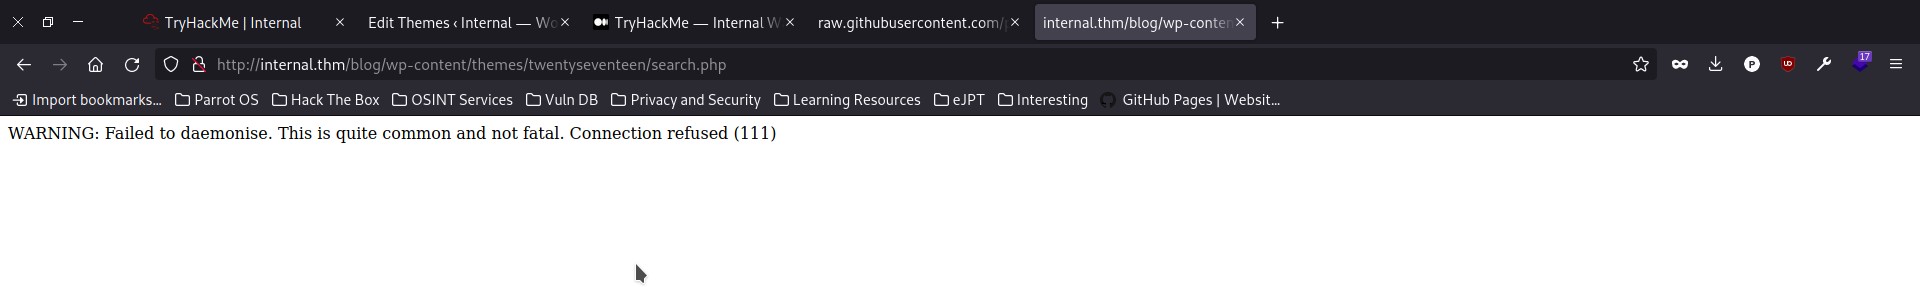 TryHackMe | Internal
Edit Themes ‹ Internal — Wo
TryHackMe — Internal W
raw.githubusercontent.com/
internal.thm/blog/wp-conten
http://internal.thm/blog/wp-content/themes/twentyseventeen/search.php
P
UD
17
Import bookmarks... Parrot OS Hack The Box OSINT Services Vuln DB Privacy and Security Learning Resources eJPT Interesting GitHub Pages | Websit...
WARNING: Failed to daemonise. This is quite common and not fatal. Connection refused (111)